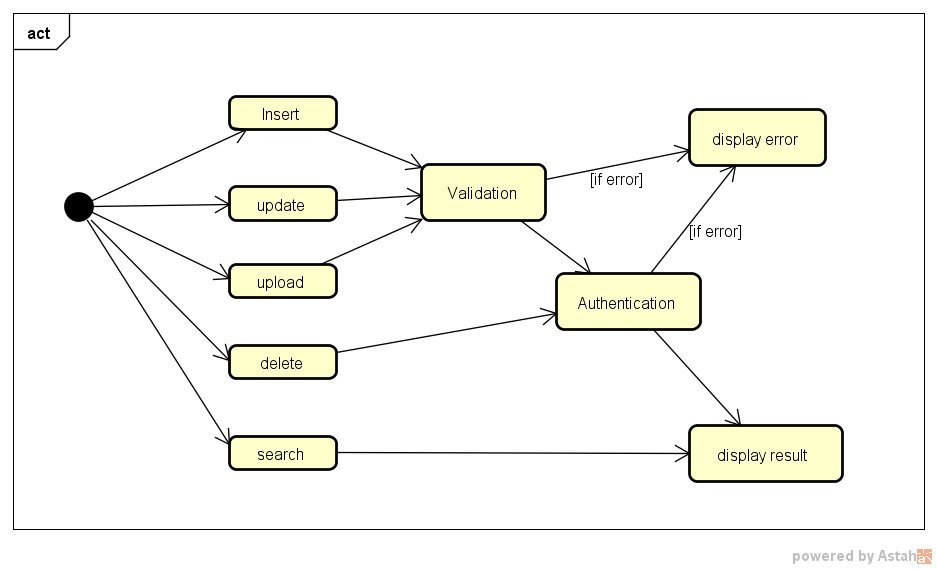 act
Insert
display error
Validation
[if error]
update
[if error]
upload
Authentication
delete
search
display result
powered by Astah